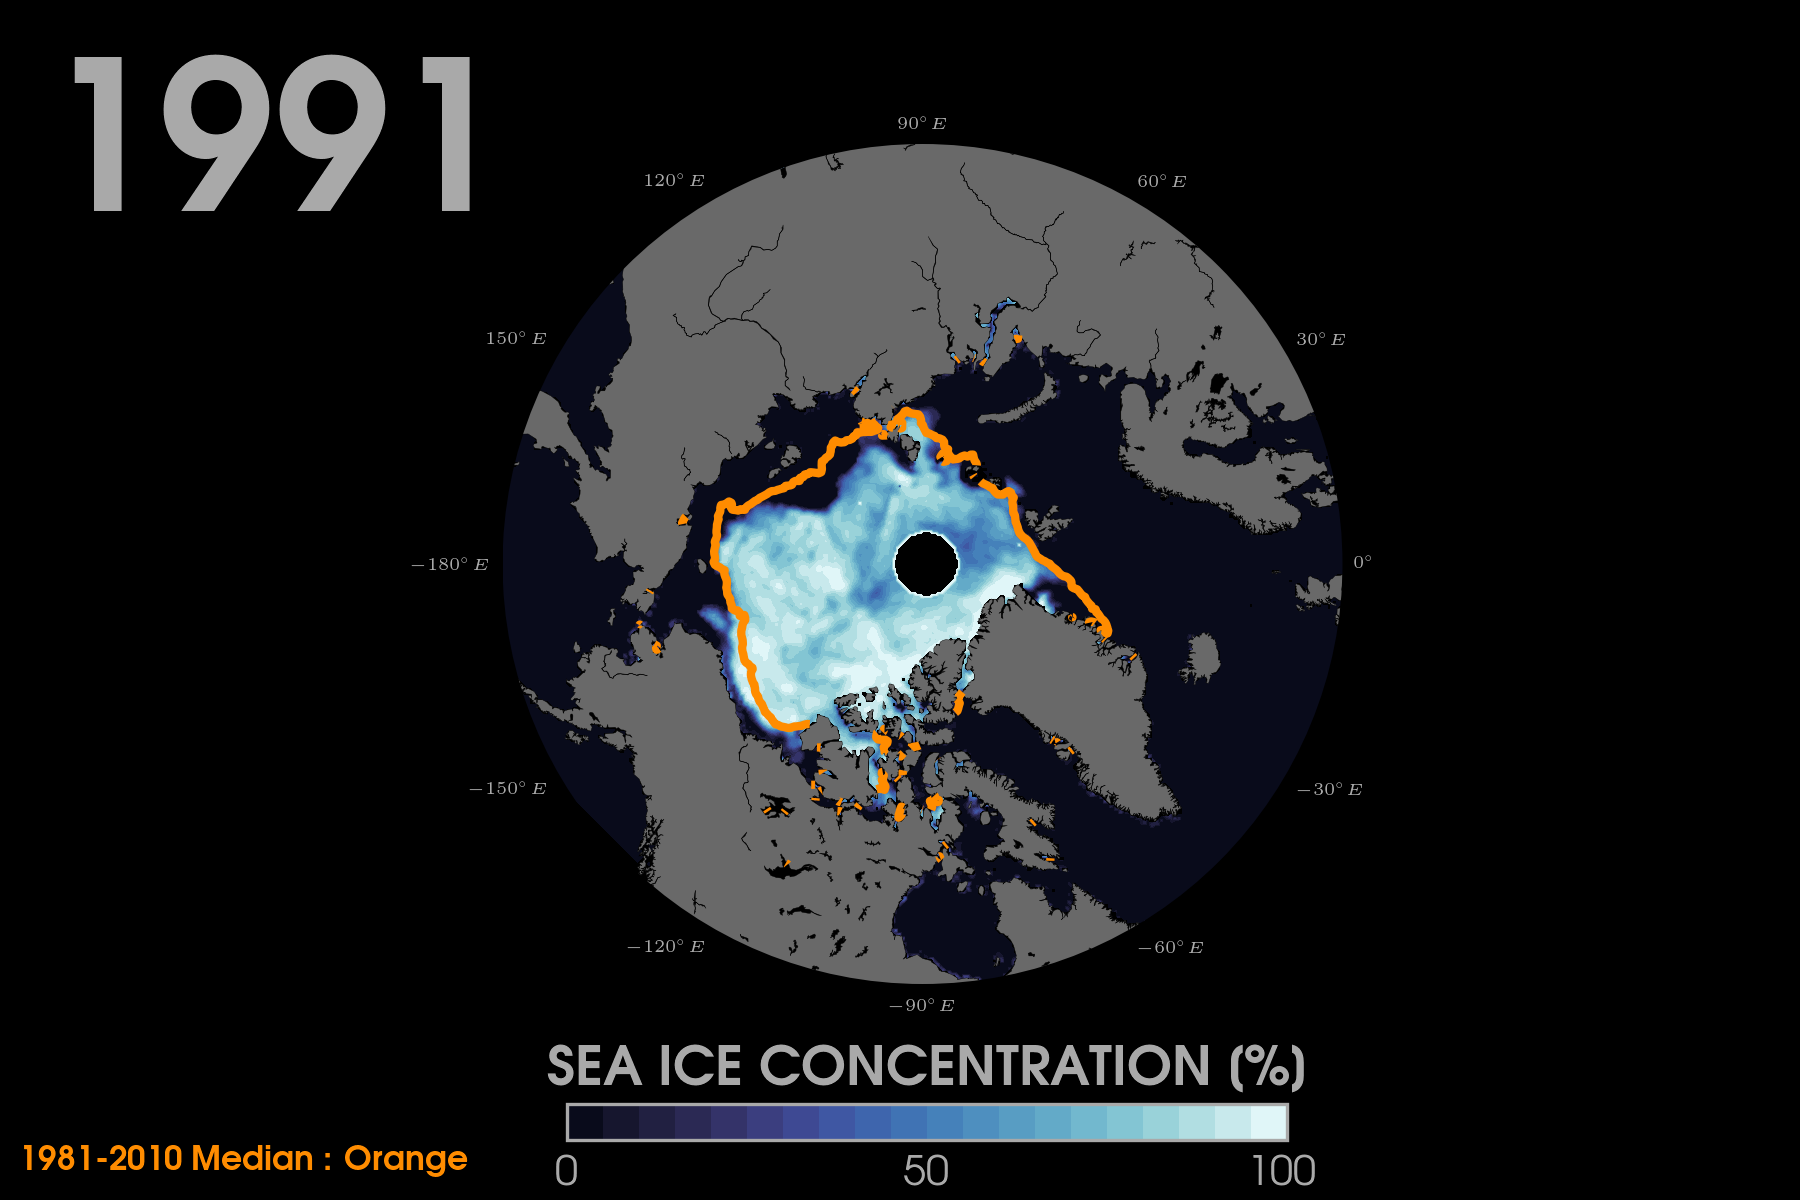 1991
90° E
120° E
60° E
150° E
30° E
−180° E
0°
−150° E
−30° E
−120° E
−60° E
−90° E
SEA ICE CONCENTRATION (%)
0 50 100
1981-2010 Median : Orange